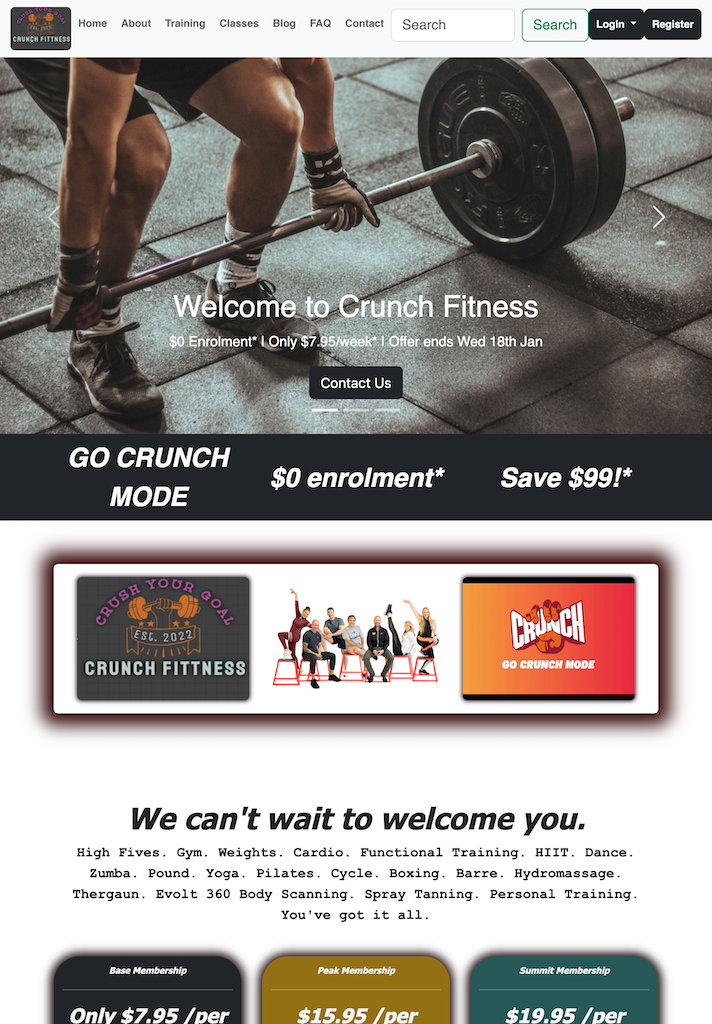 CRUSH YOUR GOAL
EST. 2022
CRUNCH FITTNESS
Home About Training Classes Blog FAQ Contact Search Search Login Register
Welcome to Crunch Fitness
$0 Enrolment* | Only $7.95/week* | Offer ends Wed 18th Jan
Contact Us
GO CRUNCH
MODE
$0 enrolment*
Save $99!*
CRUSH YOUR GOAL
EST. 2022
CRUNCH FITTNESS
CRUNCH
GO CRUNCH MODE
We can't wait to welcome you.
High Fives. Gym. Weights. Cardio. Functional Training. HIIT. Dance.
Zumba. Pound. Yoga. Pilates. Cycle. Boxing. Barre. Hydromassage.
Thergaun. Evolt 360 Body Scanning. Spray Tanning. Personal Training.
You've got it all.
Base Membership
Only $7.95 /per
Peak Membership
$15.95 /per
Summit Membership
$19.95 /per